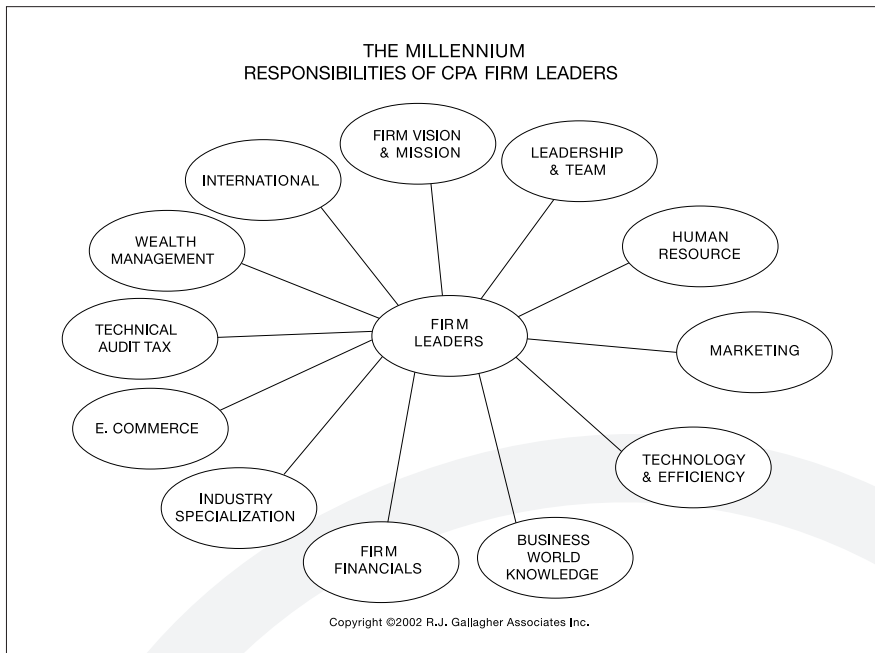 THE MILLENNIUM
RESPONSIBILITIES OF CPA FIRM LEADERS
FIRM VISION
& MISSION
LEADERSHIP
& TEAM
INTERNATIONAL
HUMAN
RESOURCE
WEALTH
MANAGEMENT
FIRM
LEADERS
TECHNICAL
AUDIT TAX
MARKETING
E. COMMERCE
TECHNOLOGY
& EFFICIENCY
INDUSTRY
SPECIALIZATION
FIRM
FINANCIALS
BUSINESS
WORLD
KNOWLEDGE
Copyright ©2002 R.J. Gallagher Associates Inc.